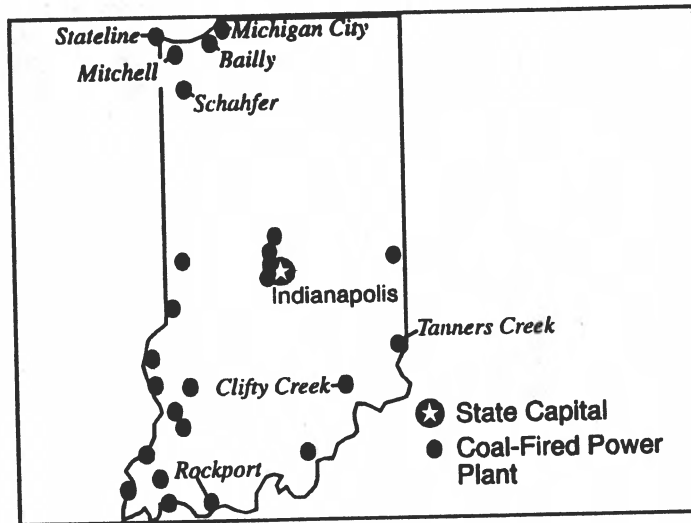 Stateline
Michigan City
Mitchell
Bailly
Schahfer
Indianapolis
Tanners Creek
Clifty Creek
State Capital
Coal-Fired Power
Plant
Rockport